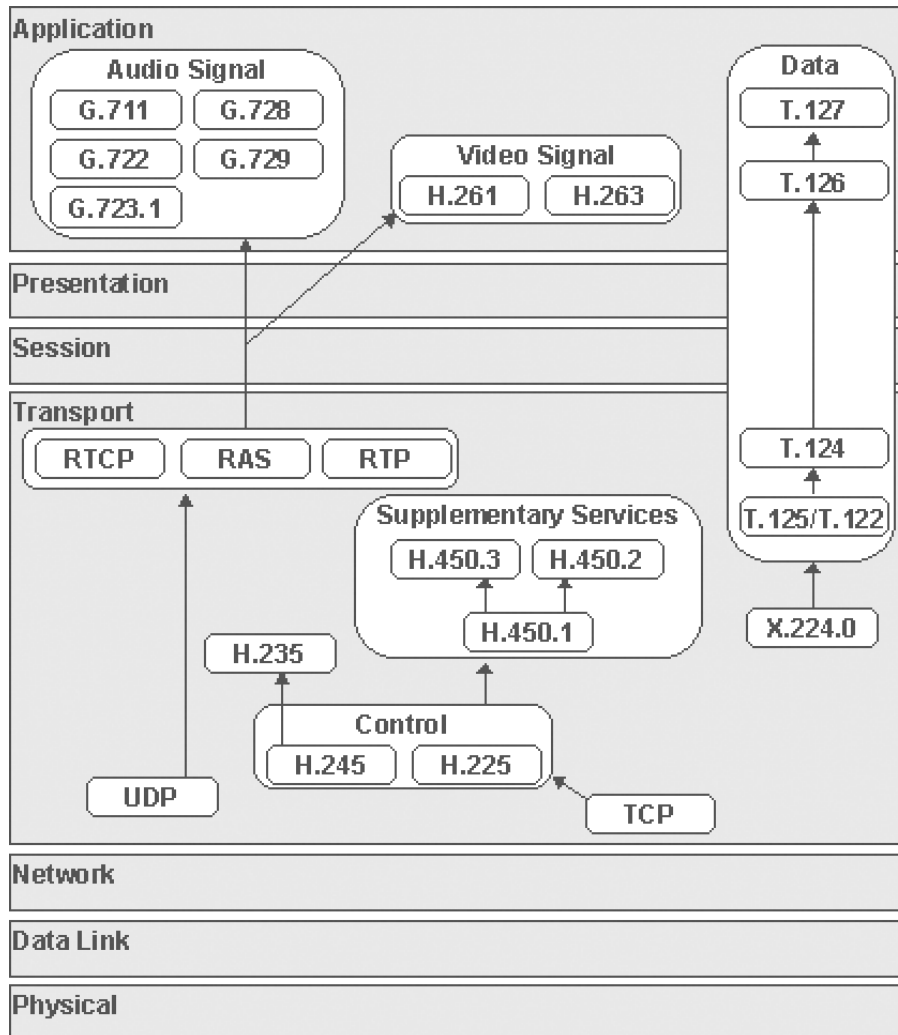 Application
Audio Signal
G.711 G.728
G.722 G.729
G.723.1
Video Signal
H.261 H.263
Data
T.127
T.126
Presentation
Session
Transport
RTCP RAS RTP
T.124
T.125/T.122
Supplementary Services
H.450.3 H.450.2
H.450.1
X.224.0
H.235
Control
H.245 H.225
UDP
TCP
Network
Data Link
Physical